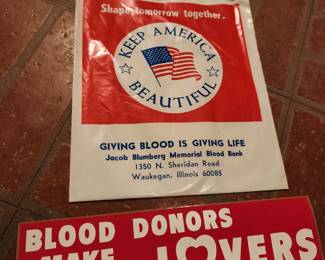 Shape tomorrow together.
KEEP AMERICA
BEAUTIFUL
GIVING BLOOD IS GIVING LIFE
Jacob Blumberg Memorial Blood Bank
1350 N. Sheridan Road
Waukegan, Illinois 60085
BLOOD DONORS
MAKE LOVERS